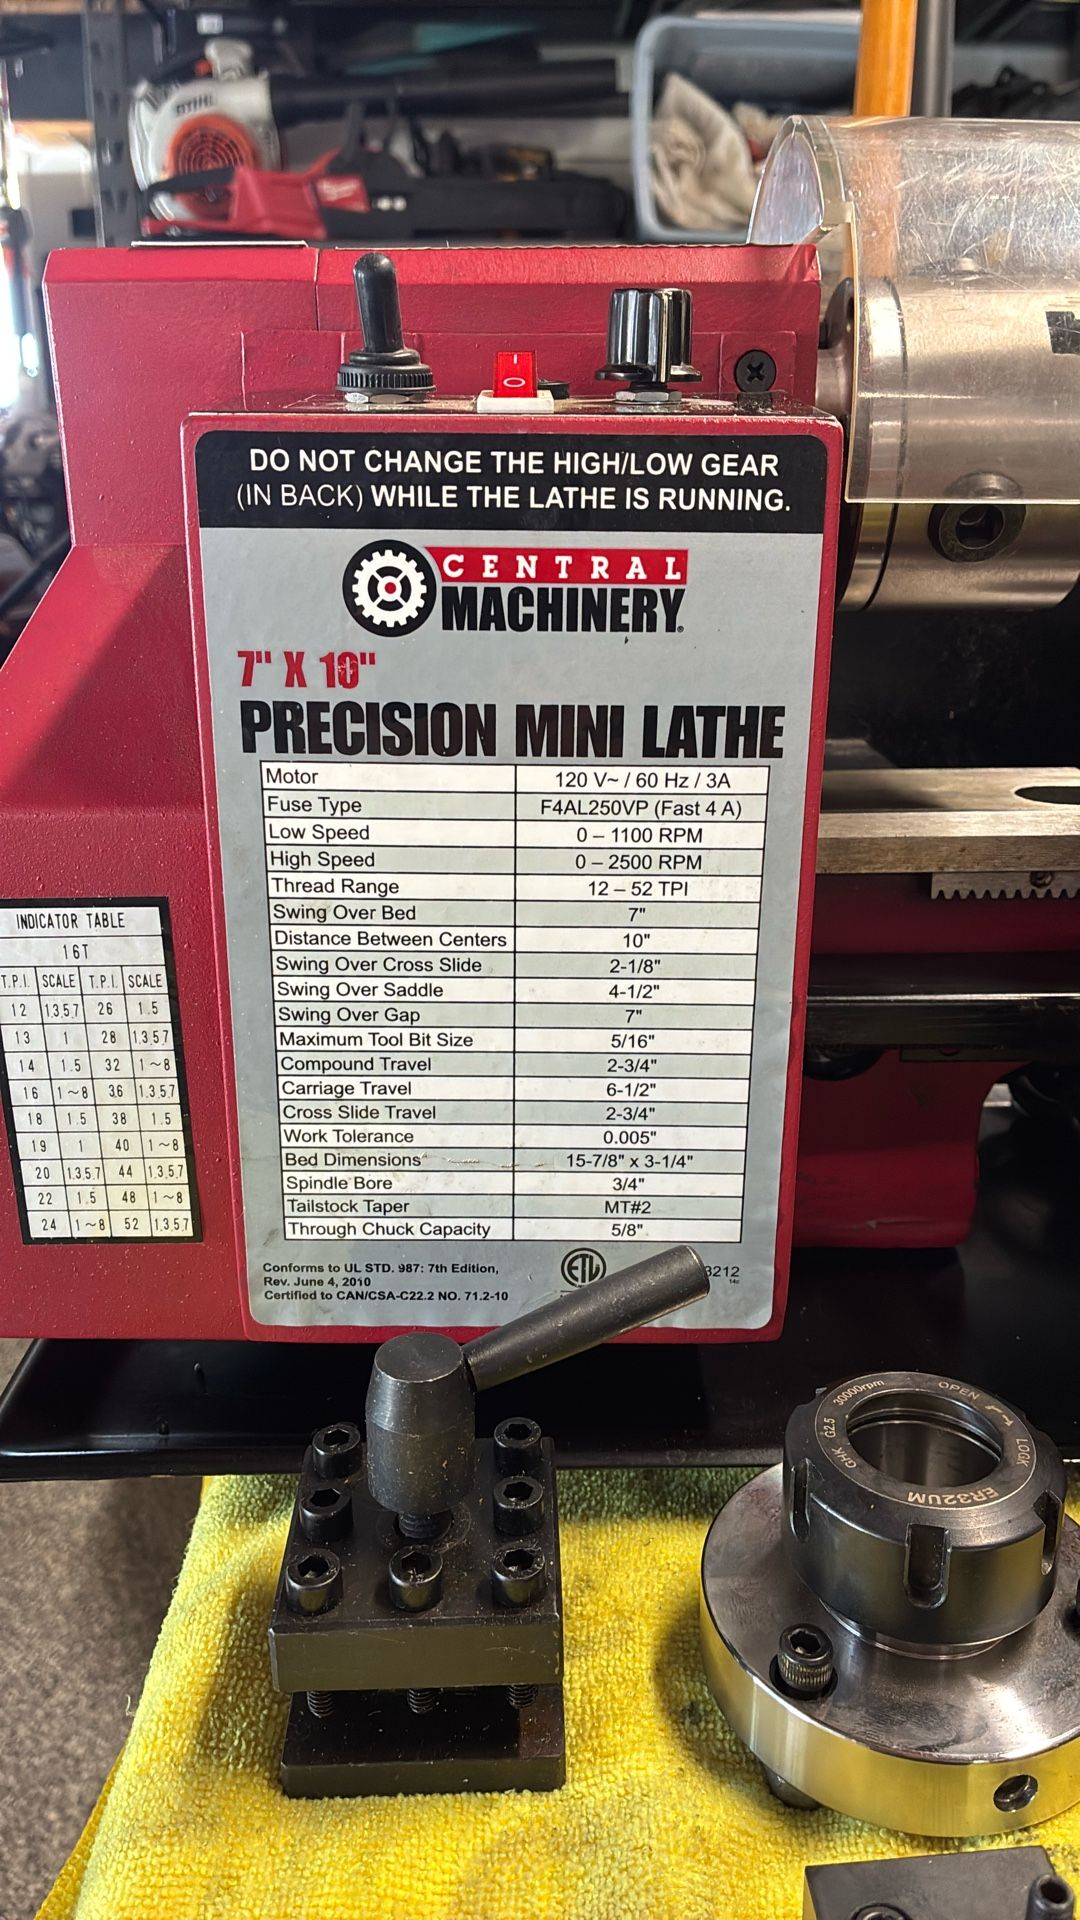 STIHL
Milwaukee
DO NOT CHANGE THE HIGH/LOW GEAR
(IN BACK) WHILE THE LATHE IS RUNNING.
CENTRAL
MACHINERY®
7" X 10"
PRECISION MINI LATHE
Motor 120 V~ / 60 Hz / 3A
Fuse Type F4AL250VP (Fast 4 A)
Low Speed 0 – 1100 RPM
High Speed 0 – 2500 RPM
Thread Range 12 – 52 TPI
Swing Over Bed 7"
Distance Between Centers 10"
Swing Over Cross Slide 2-1/8"
Swing Over Saddle 4-1/2"
Swing Over Gap 7"
Maximum Tool Bit Size 5/16"
Compound Travel 2-3/4"
Carriage Travel 6-1/2"
Cross Slide Travel 2-3/4"
Work Tolerance 0.005"
Bed Dimensions 15-7/8" x 3-1/4"
Spindle Bore 3/4"
Tailstock Taper MT#2
Through Chuck Capacity 5/8"
Conforms to UL STD. 987: 7th Edition,
Rev. June 4, 2010
Certified to CAN/CSA-C22.2 NO. 71.2-10
ETL
3212
INDICATOR TABLE
16T
T.P.I. SCALE T.P.I. SCALE
12 1.3.5.7 26 1.5
13 1 28 1.3.5.7
14 1.5 32 1~8
16 1~8 36 1.3.5.7
18 1.5 38 1.5
19 1 40 1~8
20 1.3.5.7 44 1.3.5.7
22 1.5 48 1~8
24 1~8 52 1.3.5.7
GHK G2.5 30000rpm OPEN LOCK
ER32UM